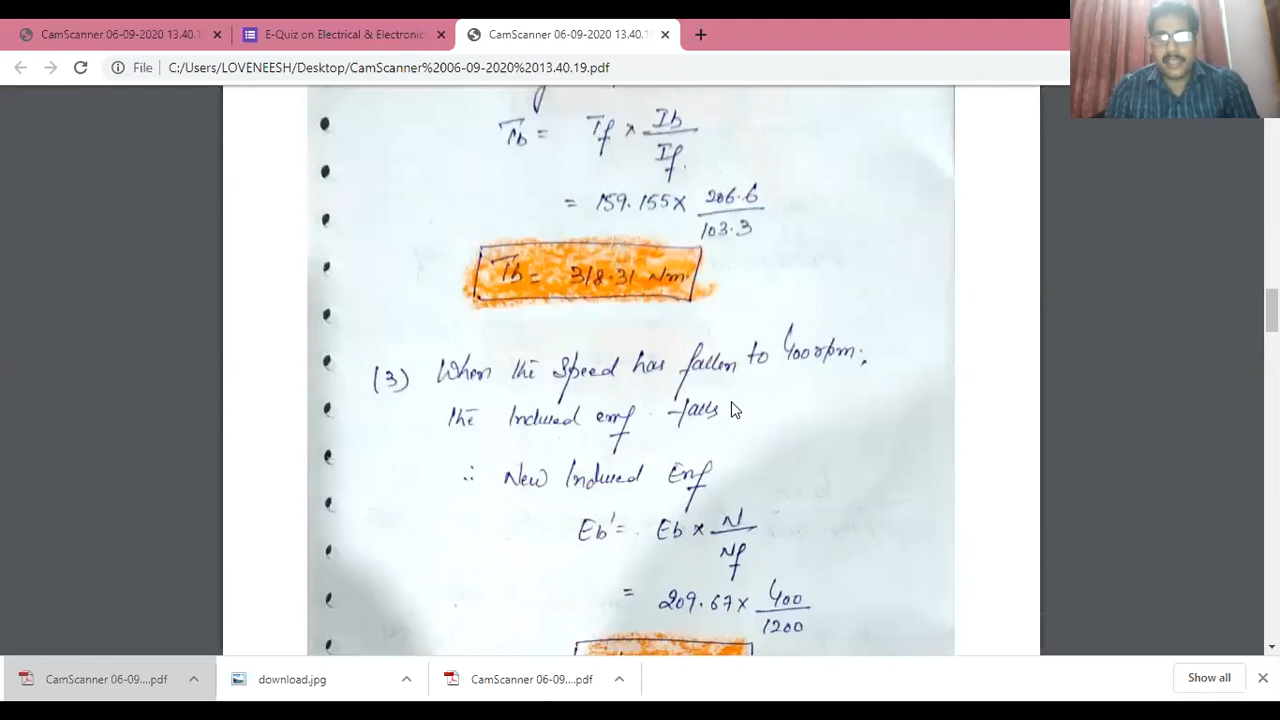 CamScanner 06-09-2020 13.40.1
E-Quiz on Electrical & Electronics
CamScanner 06-09-2020 13.40.1
File
C:/Users/LOVENEESH/Desktop/CamScanner%2006-09-2020%2013.40.19.pdf
Tb = Tf × Ib
If.
= 159.155 × 206.6
103.3
Tb = 318.31 Nm
(3) When the Speed has fallen to 400 rpm;
the Induced emf falls
∴ New Induced Emf
Eb' = Eb × N
Nf
= 209.67 × 400
1200
CamScanner 06-09....pdf
download.jpg
CamScanner 06-09....pdf
Show all